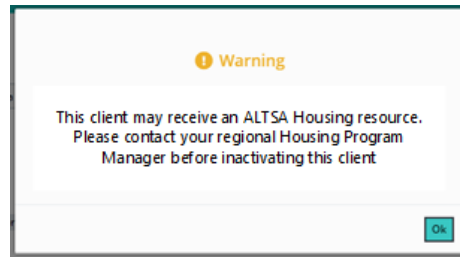 Warning
This client may receive an ALTSA Housing resource.
Please contact your regional Housing Program
Manager before inactivating this client
Ok